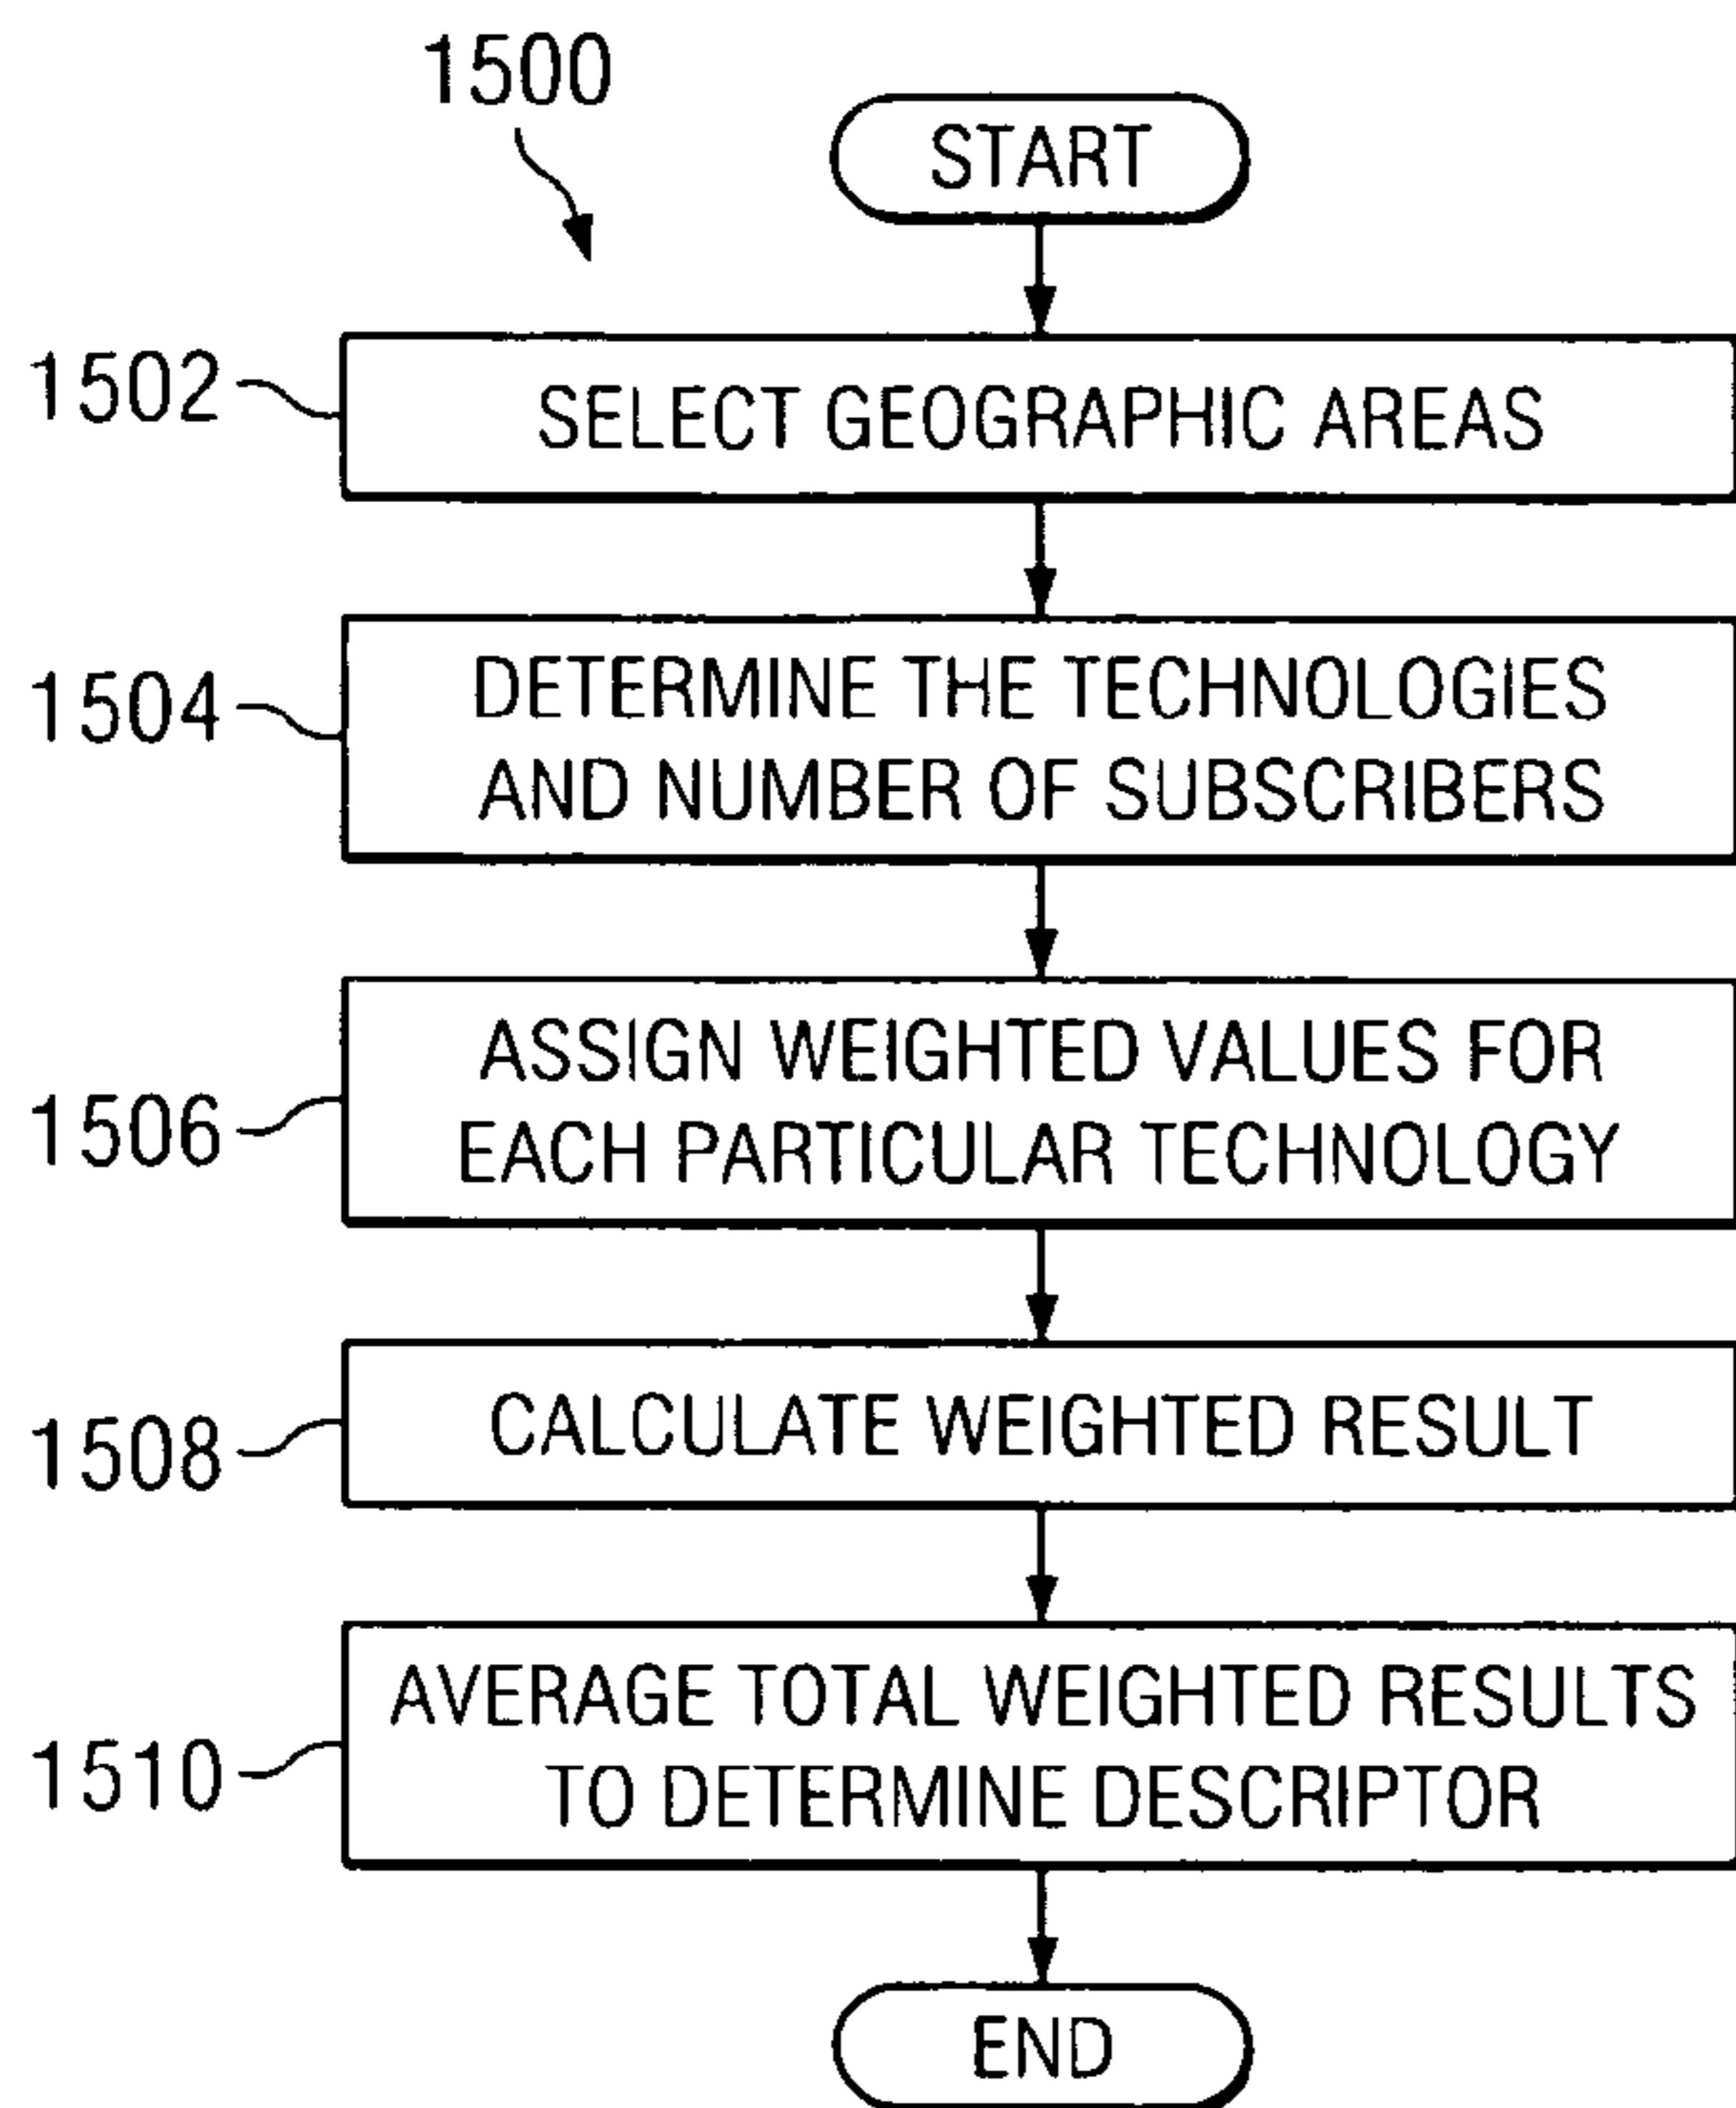 1500
START
1502
SELECT GEOGRAPHIC AREAS
1504
DETERMINE THE TECHNOLOGIES
AND NUMBER OF SUBSCRIBERS
1506
ASSIGN WEIGHTED VALUES FOR
EACH PARTICULAR TECHNOLOGY
1508
CALCULATE WEIGHTED RESULT
1510
AVERAGE TOTAL WEIGHTED RESULTS
TO DETERMINE DESCRIPTOR
END